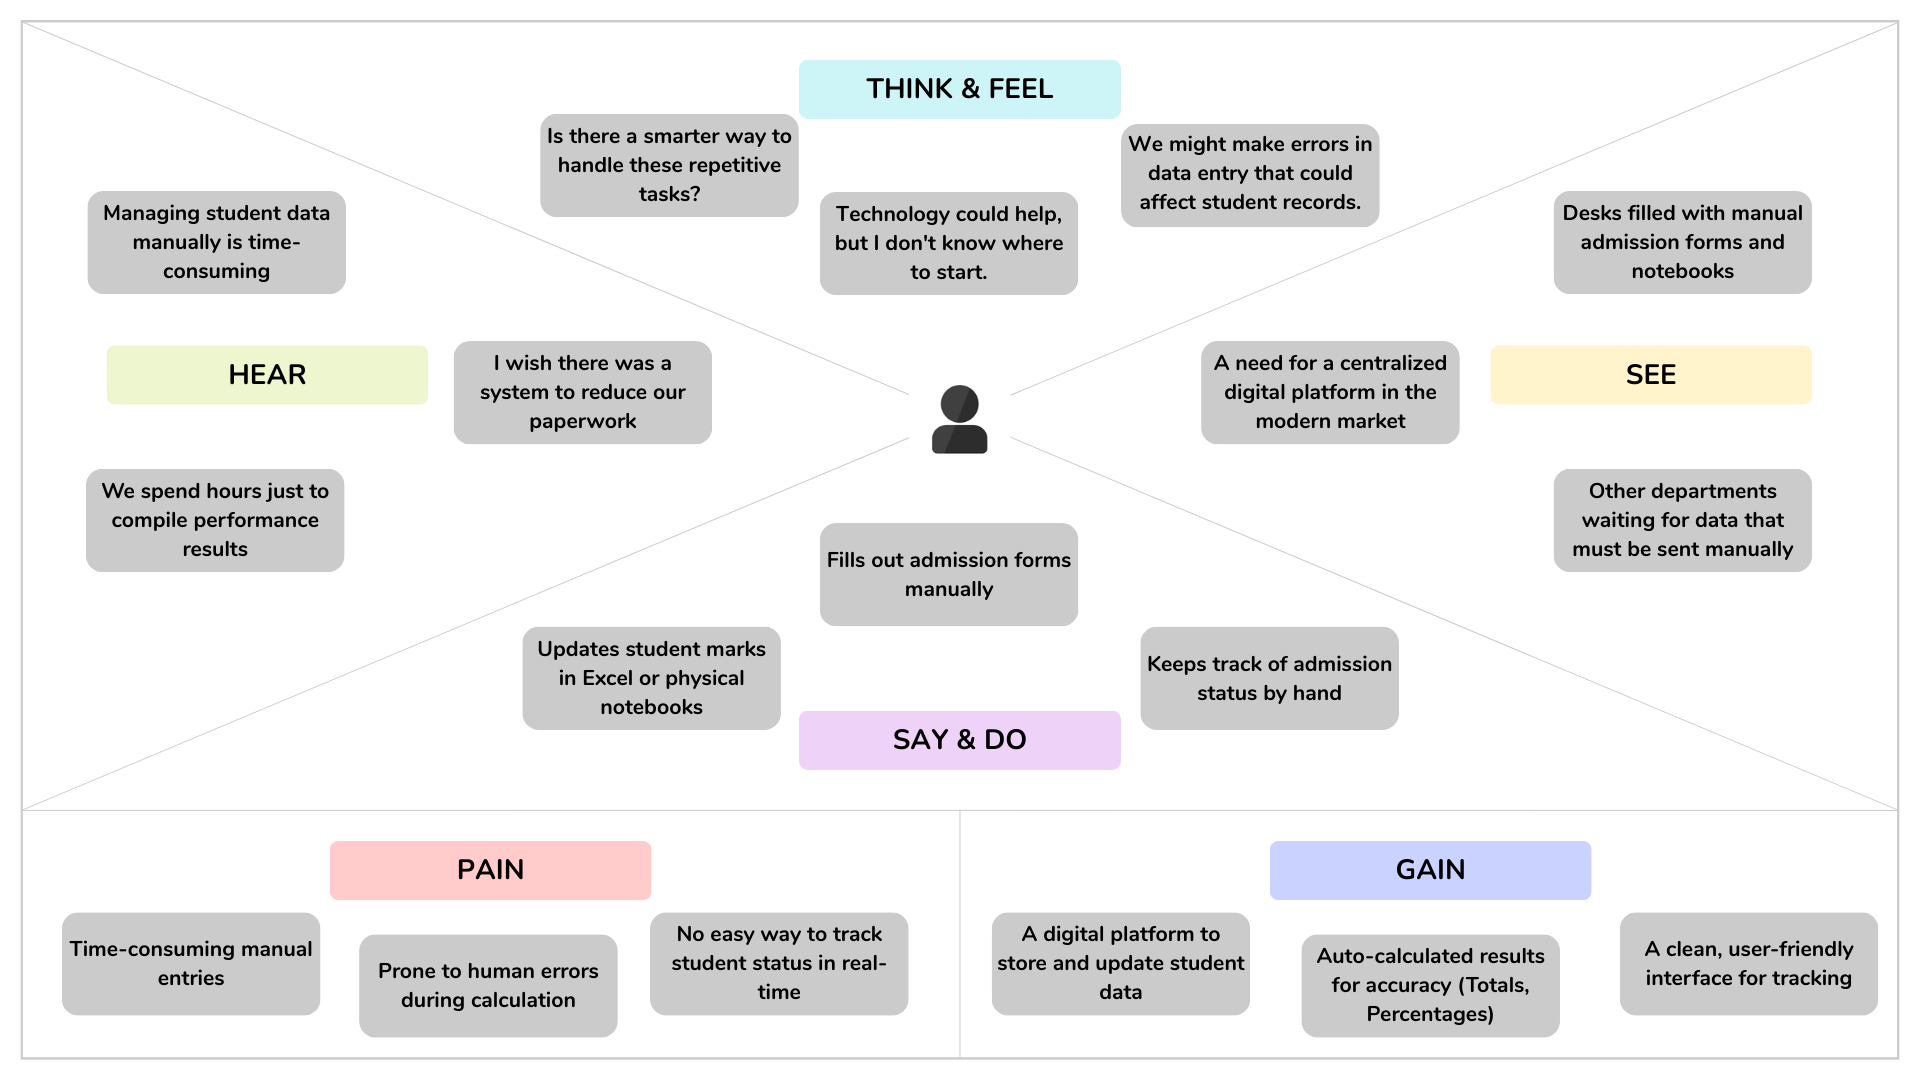 THINK & FEEL
Is there a smarter way to
handle these repetitive
tasks?
Technology could help,
but I don't know where
to start.
We might make errors in
data entry that could
affect student records.
Managing student data
manually is time-
consuming
HEAR
I wish there was a
system to reduce our
paperwork
We spend hours just to
compile performance
results
Desks filled with manual
admission forms and
notebooks
A need for a centralized
digital platform in the
modern market
SEE
Other departments
waiting for data that
must be sent manually
Fills out admission forms
manually
Updates student marks
in Excel or physical
notebooks
Keeps track of admission
status by hand
SAY & DO
PAIN
Time-consuming manual
entries
Prone to human errors
during calculation
No easy way to track
student status in real-
time
GAIN
A digital platform to
store and update student
data
Auto-calculated results
for accuracy (Totals,
Percentages)
A clean, user-friendly
interface for tracking